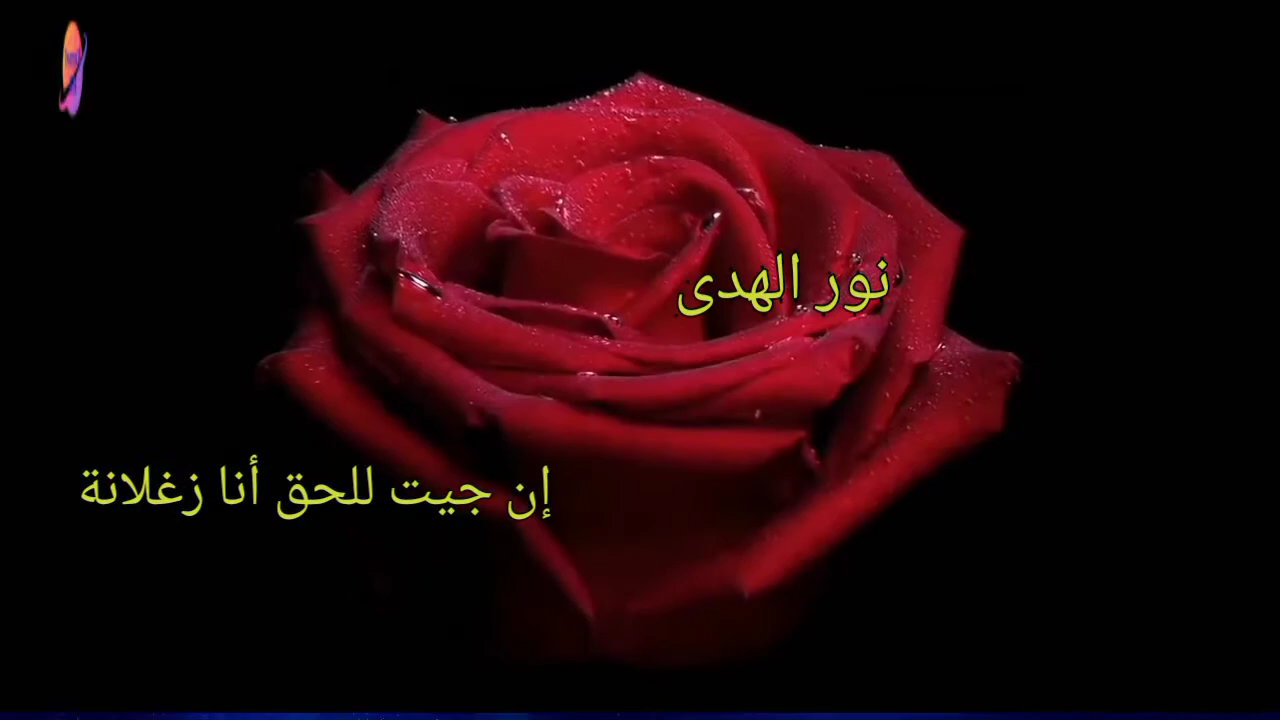 نور الهدى
إن جيت للحق أنا زغلانة